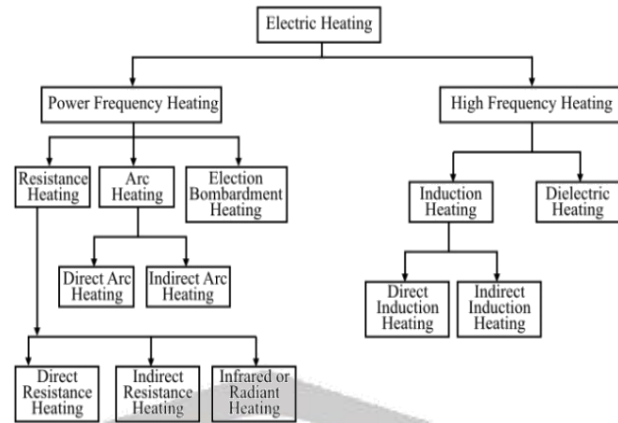 Electric Heating
Power Frequency Heating
High Frequency Heating
Resistance
Heating
Arc
Heating
Election
Bombardment
Heating
Induction
Heating
Dielectric
Heating
Direct Arc
Heating
Indirect Arc
Heating
Direct
Induction
Heating
Indirect
Induction
Heating
Direct
Resistance
Heating
Indirect
Resistance
Heating
Infrared or
Radiant
Heating